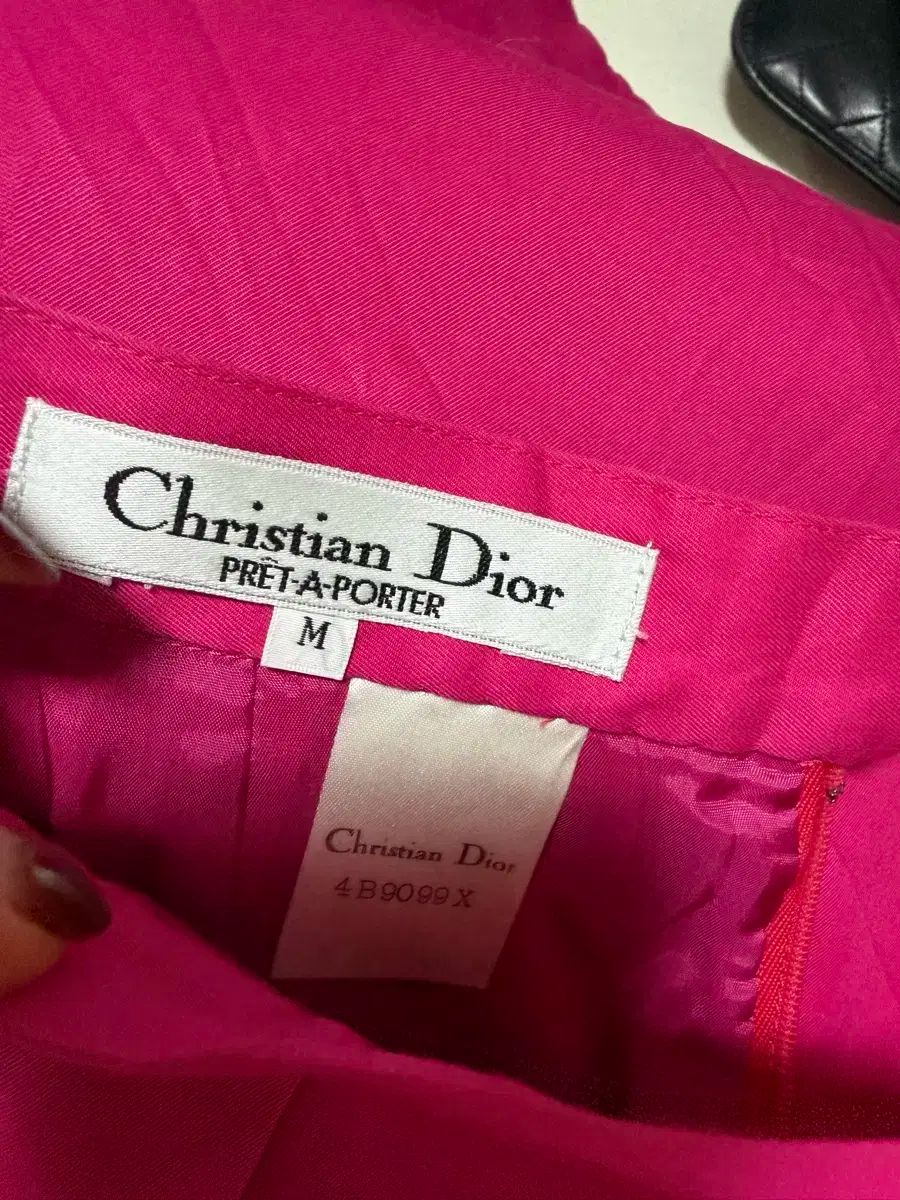 Christian Dior
PRÊT-A-PORTER
M
Christian Dior
4B9099X